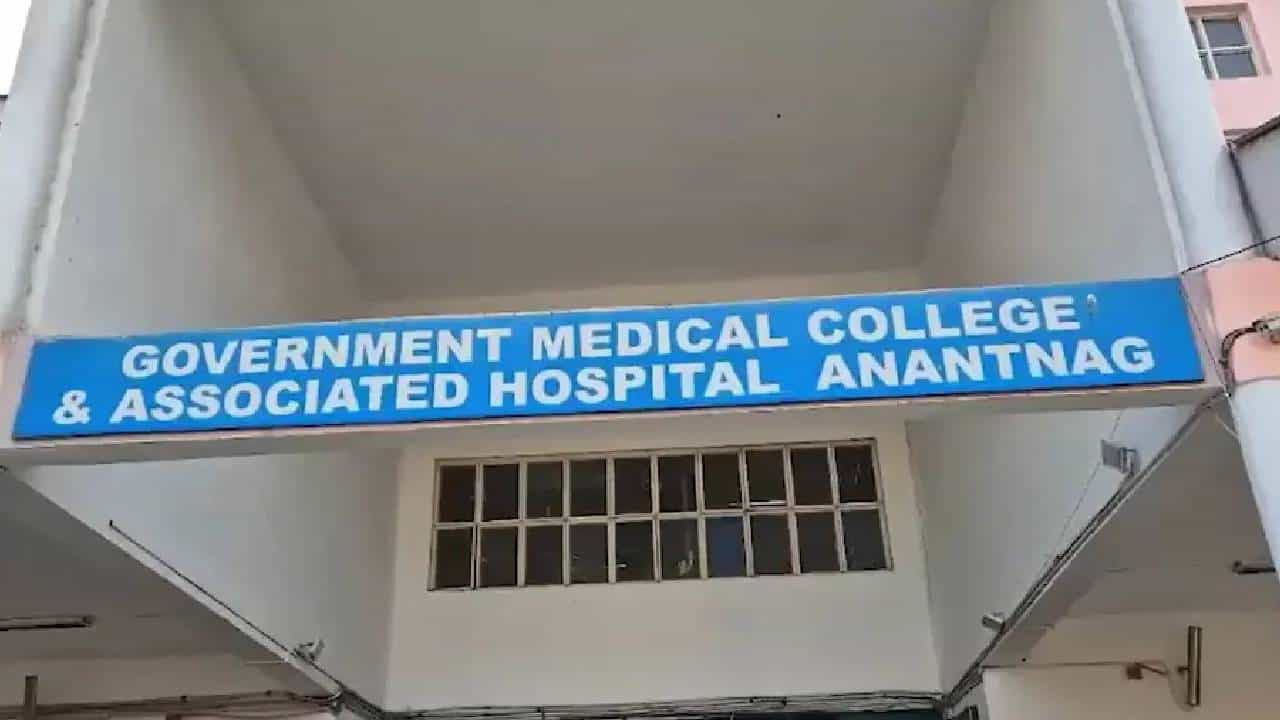 GOVERNMENT MEDICAL COLLEGE
& ASSOCIATED HOSPITAL ANANTNAG